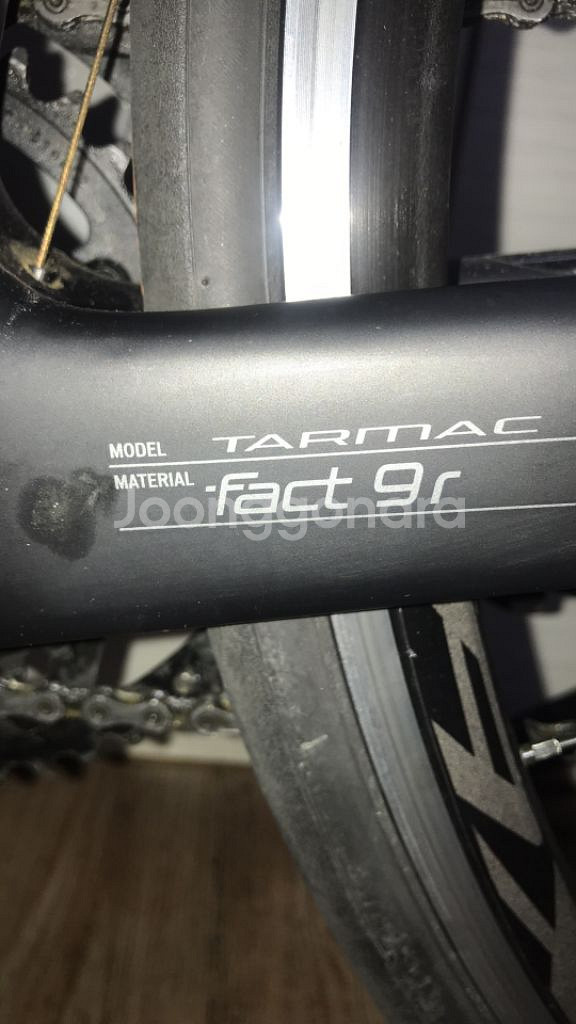 MODEL TARMAC
MATERIAL fact 9r
Joonggonara